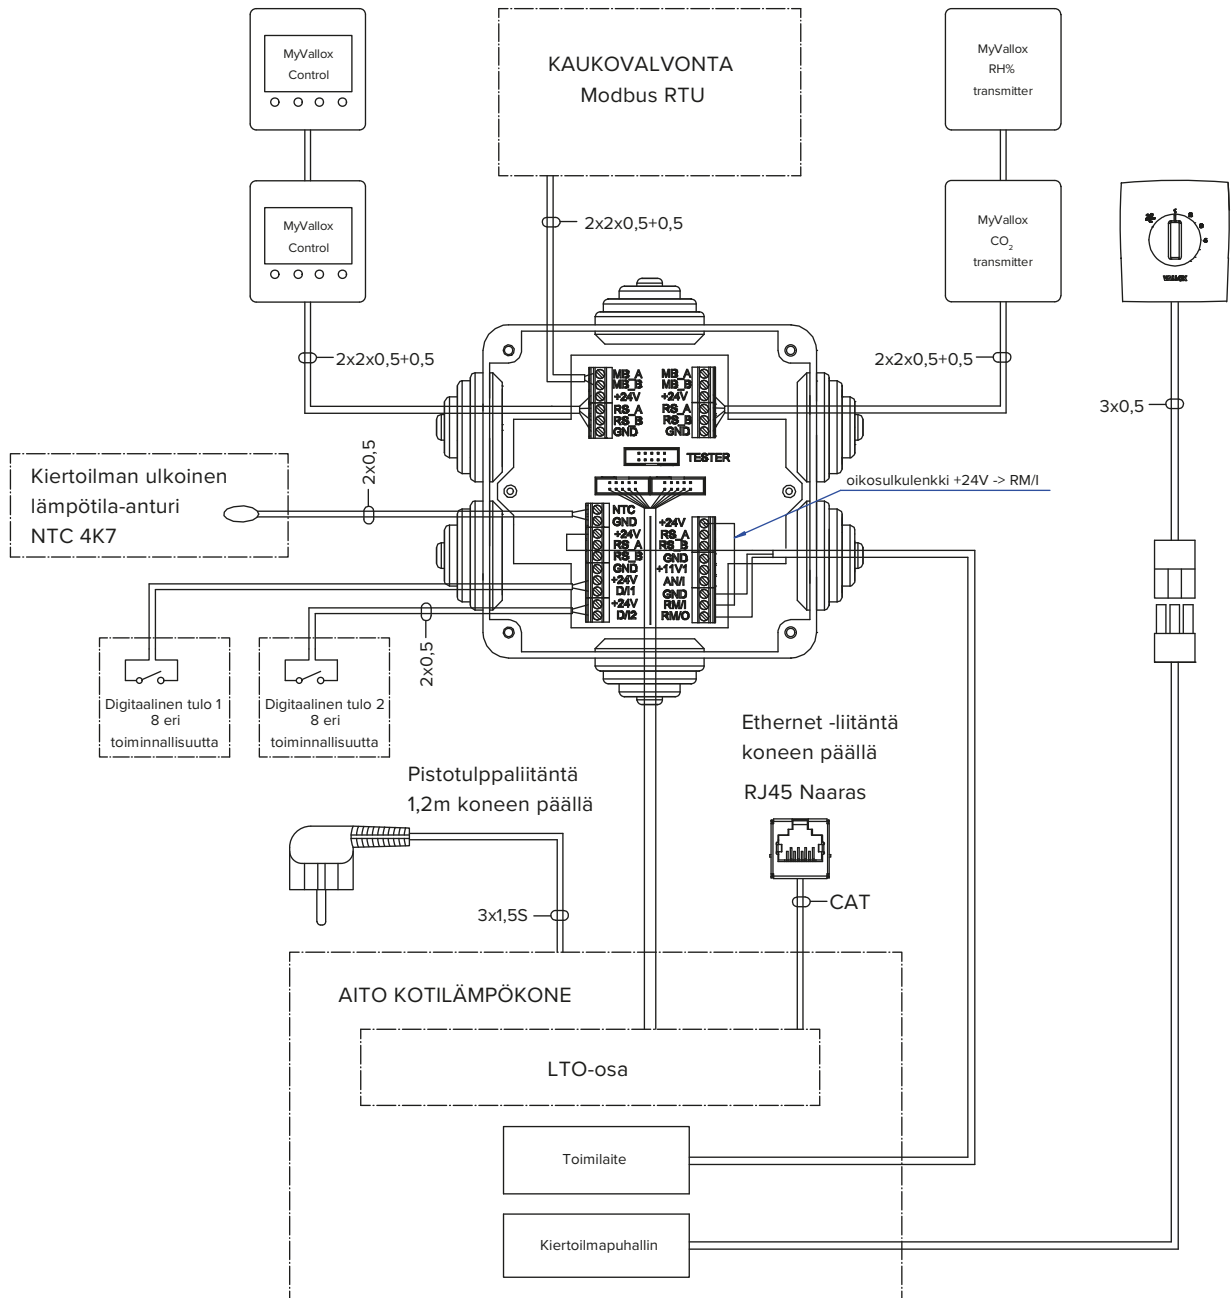 MyVallox
Control
KAUKOVALVONTA
Modbus RTU
MyVallox
RH%
transmitter
MyVallox
Control
2x2x0,5+0,5
MyVallox
CO2
transmitter
VALLOX
2x2x0,5+0,5
2x2x0,5+0,5
3x0,5
MB_A
MB_B
+24V
RS_A
RS_B
GND
MB_A
MB_B
+24V
RS_A
RS_B
GND
TESTER
Kiertoilman ulkoinen
lämpötila-anturi
NTC 4K7
2x0,5
oikosulkulenkki +24V -> RM/I
NTC
GND
+24V
RS_A
RS_B
GND
+24V
D/I1
+24V
D/I2
+24V
RS_A
RS_B
GND
+11V1
AN/I
GND
RM/I
RM/O
2x0,5
Digitaalinen tulo 1
8 eri
toiminnallisuutta
Digitaalinen tulo 2
8 eri
toiminnallisuutta
Ethernet -liitäntä
koneen päällä
RJ45 Naaras
Pistotulppaliitäntä
1,2m koneen päällä
3x1,5S
CAT
AITO KOTILÄMPÖKONE
LTO-osa
Toimilaite
Kiertoilmapuhallin